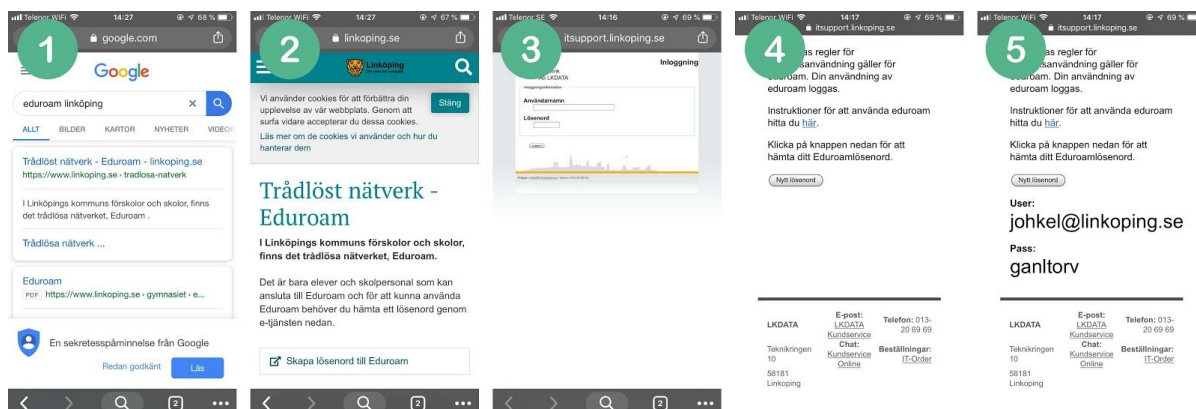 Telenor WiFi 14:27 68 %
1
google.com
Google
eduroam linköping
ALLT BILDER KARTOR NYHETER VIDEO
Trådlöst nätverk - Eduroam - linkoping.se
https://www.linkoping.se › tradlosa-natverk
I Linköpings kommuns förskolor och skolor, finns
det trådlösa nätverket, Eduroam .
Trådlösa nätverk ...
Eduroam
PDF https://www.linkoping.se › gymnasiet › e...
En sekretesspåminnelse från Google
Redan godkänt Läs
2
Telenor WiFi 14:27 67 %
2
linkoping.se
Linköping
Vi använder cookies för att förbättra din
upplevelse av vår webbplats. Genom att
surfa vidare accepterar du dessa cookies.
Stäng
Läs mer om de cookies vi använder och hur du
hanterar dem
Trådlöst nätverk -
Eduroam
I Linköpings kommuns förskolor och skolor,
finns det trådlösa nätverket, Eduroam.
Det är bara elever och skolpersonal som kan
ansluta till Eduroam och för att kunna använda
Eduroam behöver du hämta ett lösenord genom
e-tjänsten nedan.
Skapa lösenord till Eduroam
2
Telenor SE 14:16 69 %
3
itsupport.linkoping.se
Inloggning
LKDATA
Inloggningsinformation
Användarnamn
Lösenord
2
Telenor WiFi 14:17 69 %
4
itsupport.linkoping.se
as regler för
sanvändning gäller för
eduroam. Din användning av
eduroam loggas.
Instruktioner för att använda eduroam
hitta du här.
Klicka på knappen nedan för att
hämta ditt Eduroamlösenord.
Nytt lösenord
LKDATA
E-post:
LKDATA
Kundservice
Telefon: 013-
20 69 69
Teknikringen
10
Chat:
Kundservice
Online
Beställningar:
IT-Order
58181
Linkoping
Telenor WiFi 14:17 69 %
5
itsupport.linkoping.se
as regler för
sanvändning gäller för
eduroam. Din användning av
eduroam loggas.
Instruktioner för att använda eduroam
hitta du här.
Klicka på knappen nedan för att
hämta ditt Eduroamlösenord.
Nytt lösenord
User:
johkel@linkoping.se
Pass:
ganltorv
LKDATA
E-post:
LKDATA
Kundservice
Telefon: 013-
20 69 69
Teknikringen
10
Chat:
Kundservice
Online
Beställningar:
IT-Order
58181
Linkoping